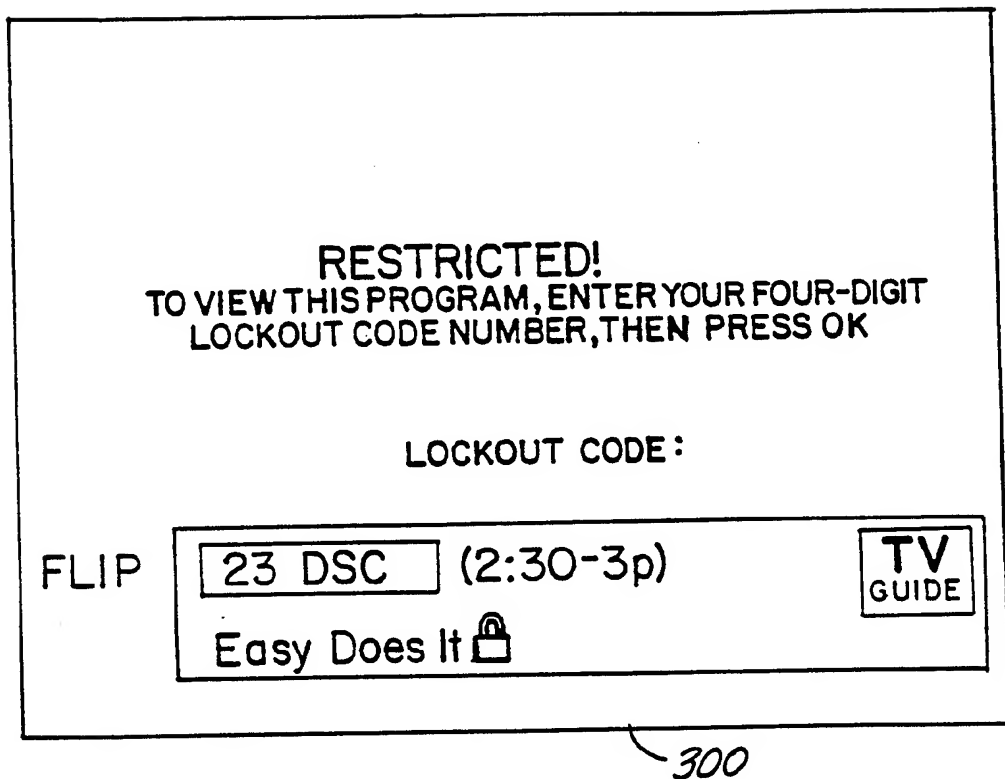 RESTRICTED!
TO VIEW THIS PROGRAM, ENTER YOUR FOUR-DIGIT
LOCKOUT CODE NUMBER, THEN PRESS OK
LOCKOUT CODE:
FLIP
23 DSC (2:30-3p)
TV
GUIDE
Easy Does It
300